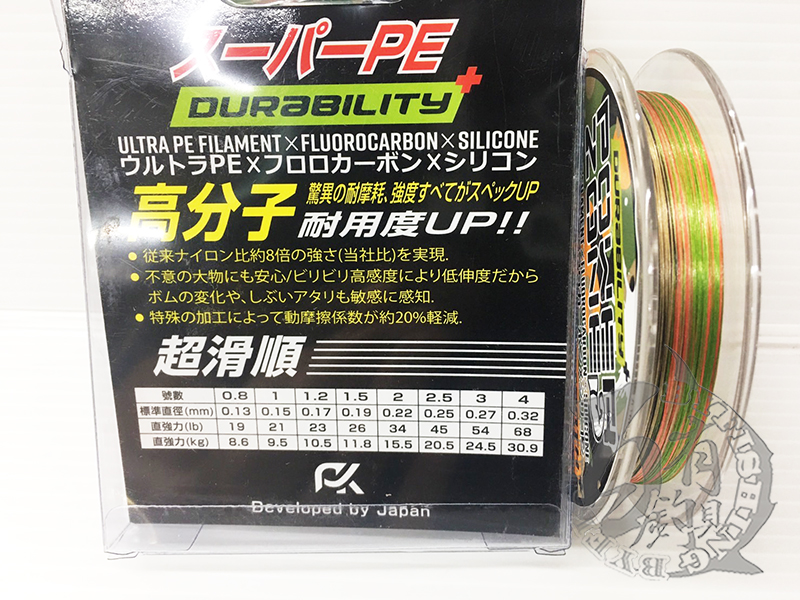 スーパーPE
DURABILITY+
ULTRA PE FILAMENT×FLUOROCARBON×SILICONE
ウルトラPE×フロロカーボン×シリコン
高分子
驚異の耐摩耗、強度すべてがスペックUP
耐用度UP!!
● 従来ナイロン比約8倍の強さ(当社比)を実現.
● 不意の大物にも安心/ビリビリ高感度により低伸度だから
ボムの変化や、しぶいアタリも敏感に感知.
● 特殊の加工によって動摩擦係数が約20%軽減.
超滑順
號數 0.8 1 1.2 1.5 2 2.5 3 4
標準直徑(mm) 0.13 0.15 0.17 0.19 0.22 0.25 0.27 0.32
直強力(lb) 19 21 23 26 34 45 54 68
直強力(kg) 8.6 9.5 10.5 11.8 15.5 20.5 24.5 30.9
PK
Developed by Japan
DURABILITY+
釣具
FISHING